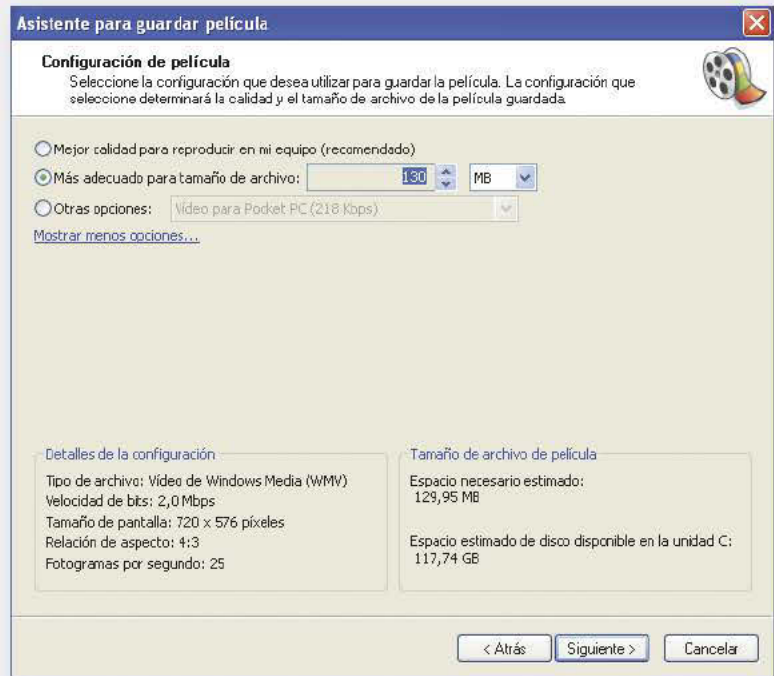 Asistente para guardar película
Configuración de película
Seleccione la configuración que desea utilizar para guardar la película. La configuración que
seleccione determinará la calidad y el tamaño de archivo de la película guardada.
Mejor calidad para reproducir en mi equipo (recomendado)
Más adecuado para tamaño de archivo: 130 MB
Otras opciones: Vídeo para Pocket PC (218 Kbps)
Mostrar menos opciones...
Detalles de la configuración
Tipo de archivo: Vídeo de Windows Media (WMV)
Velocidad de bits: 2,0 Mbps
Tamaño de pantalla: 720 x 576 píxeles
Relación de aspecto: 4:3
Fotogramas por segundo: 25
Tamaño de archivo de película
Espacio necesario estimado:
129,95 MB
Espacio estimado de disco disponible en la unidad C:
117,74 GB
< Atrás Siguiente > Cancelar